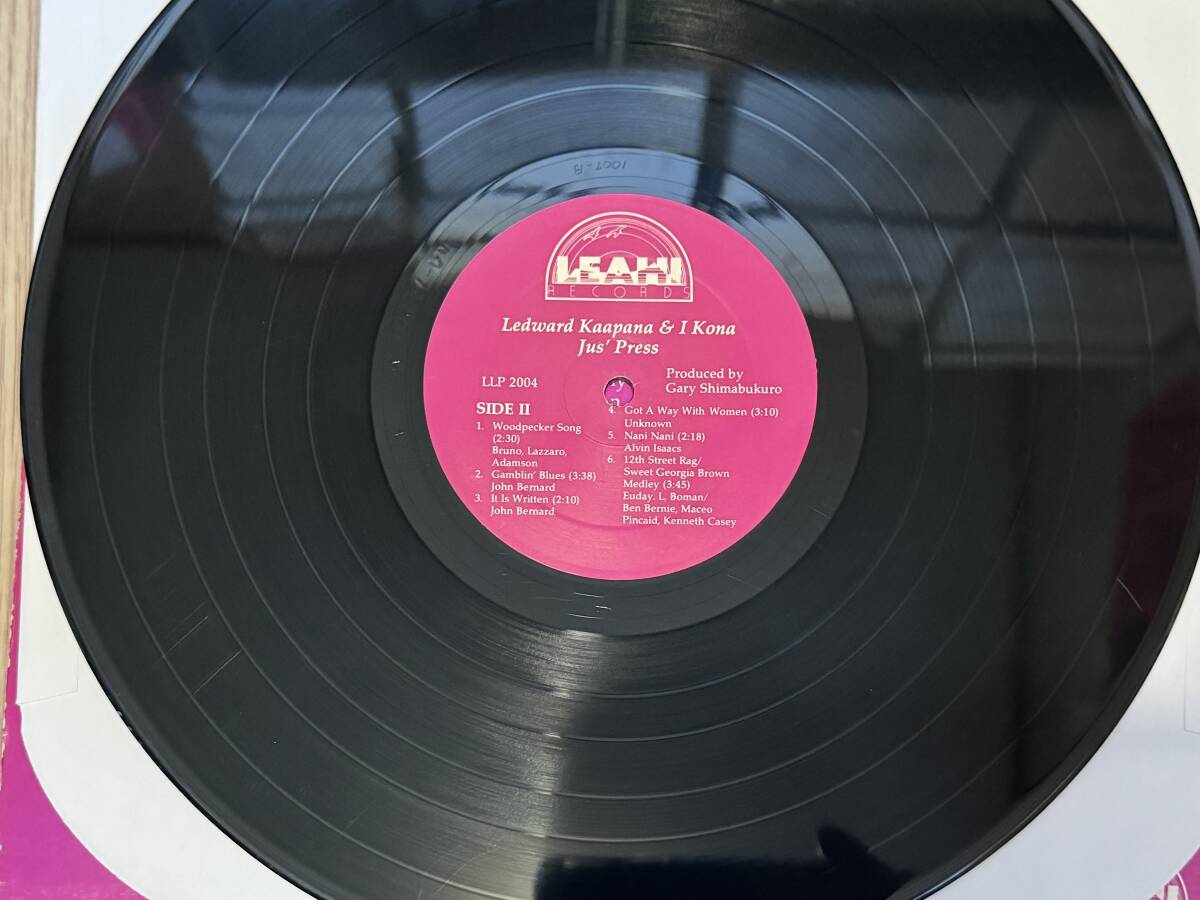 LEAHI
RECORDS
Ledward Kaapana & I Kona
Jus' Press
LLP 2004
Produced by
Gary Shimabukuro
SIDE II
1. Woodpecker Song
(2:30)
Bruno, Lazzaro,
Adamson
2. Gamblin' Blues (3:38)
John Bernard
3. It Is Written (2:10)
John Bernard
4. Got A Way With Women (3:10)
Unknown
5. Nani Nani (2:18)
Alvin Isaacs
6. 12th Street Rag/
Sweet Georgia Brown
Medley (3:45)
Euday. L, Boman/
Ben Bernie, Maceo
Pincaid, Kenneth Casey